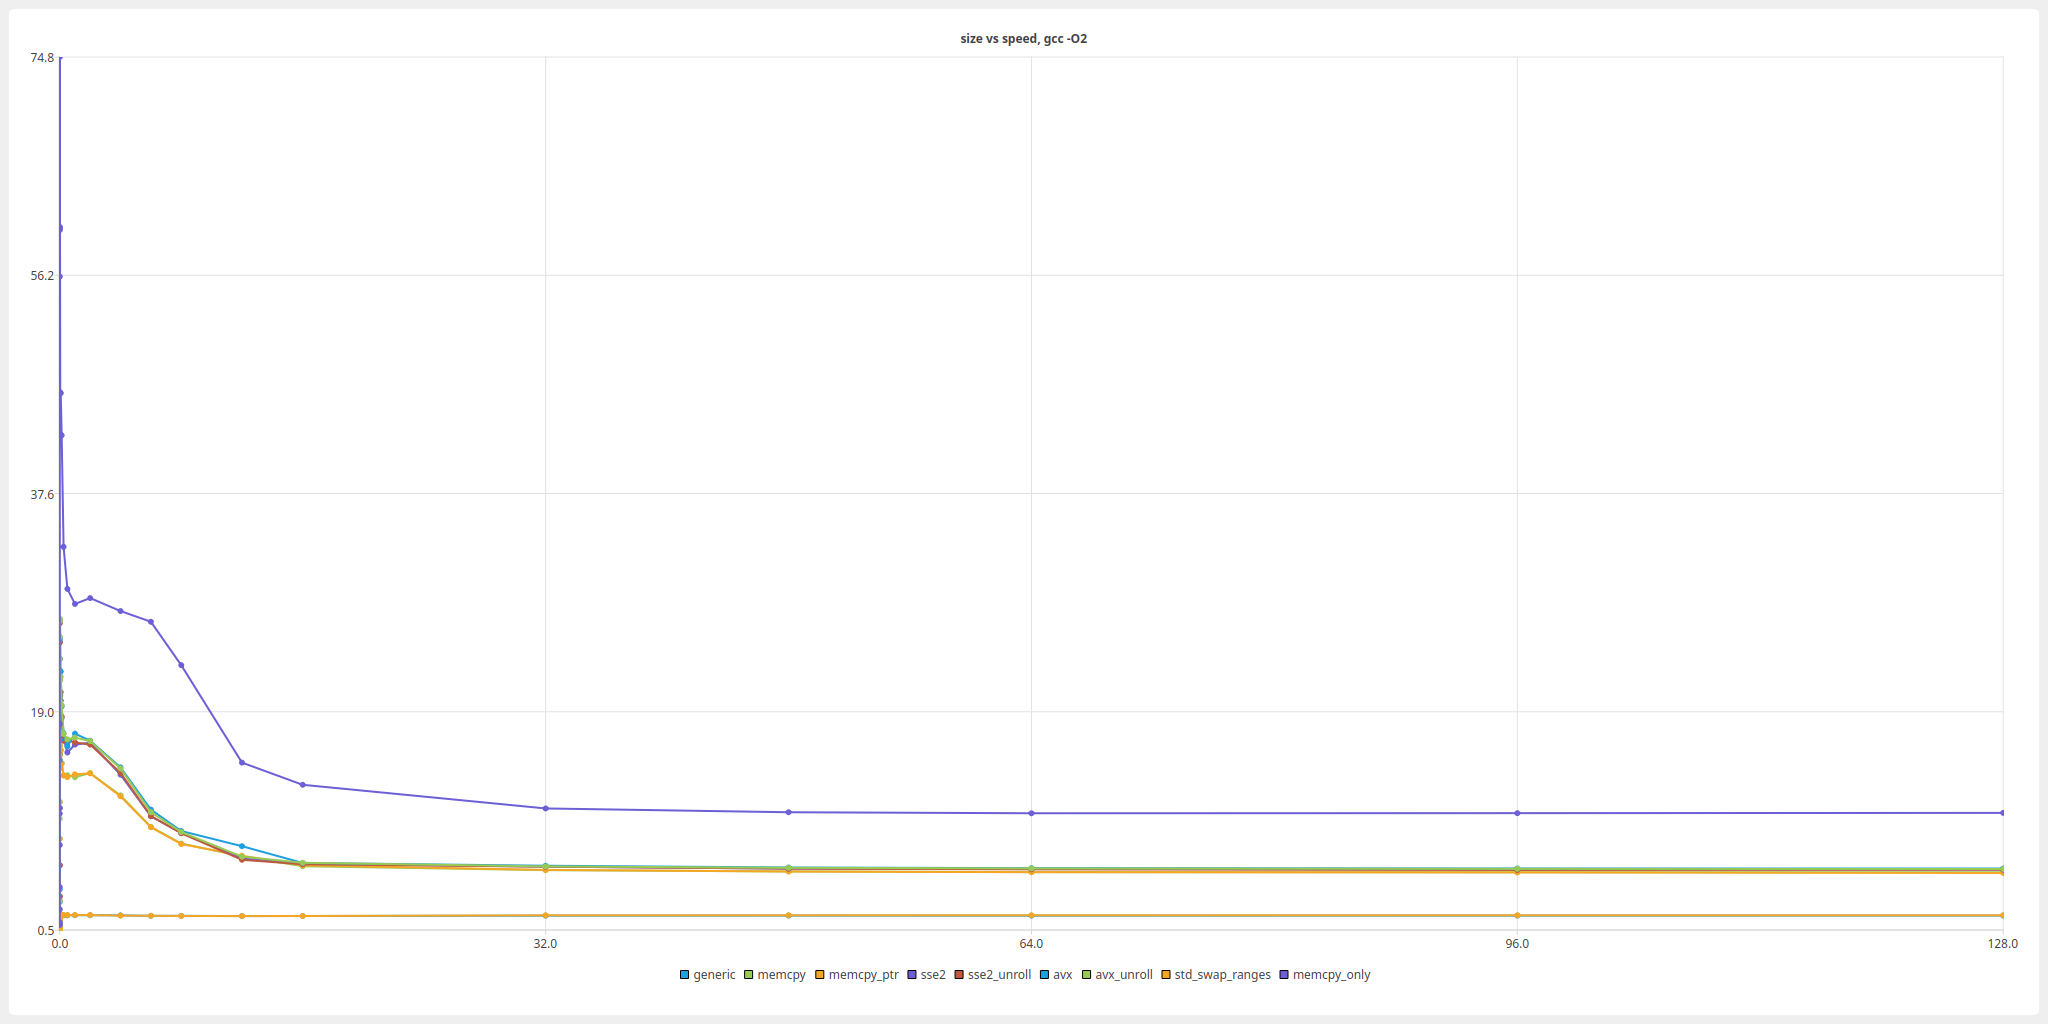 size vs speed, gcc -O2
74.8
56.2
37.6
19.0
0.5
0.0 32.0 64.0 96.0 128.0
generic memcpy memcpy_ptr sse2 sse2_unroll avx avx_unroll std_swap_ranges memcpy_only